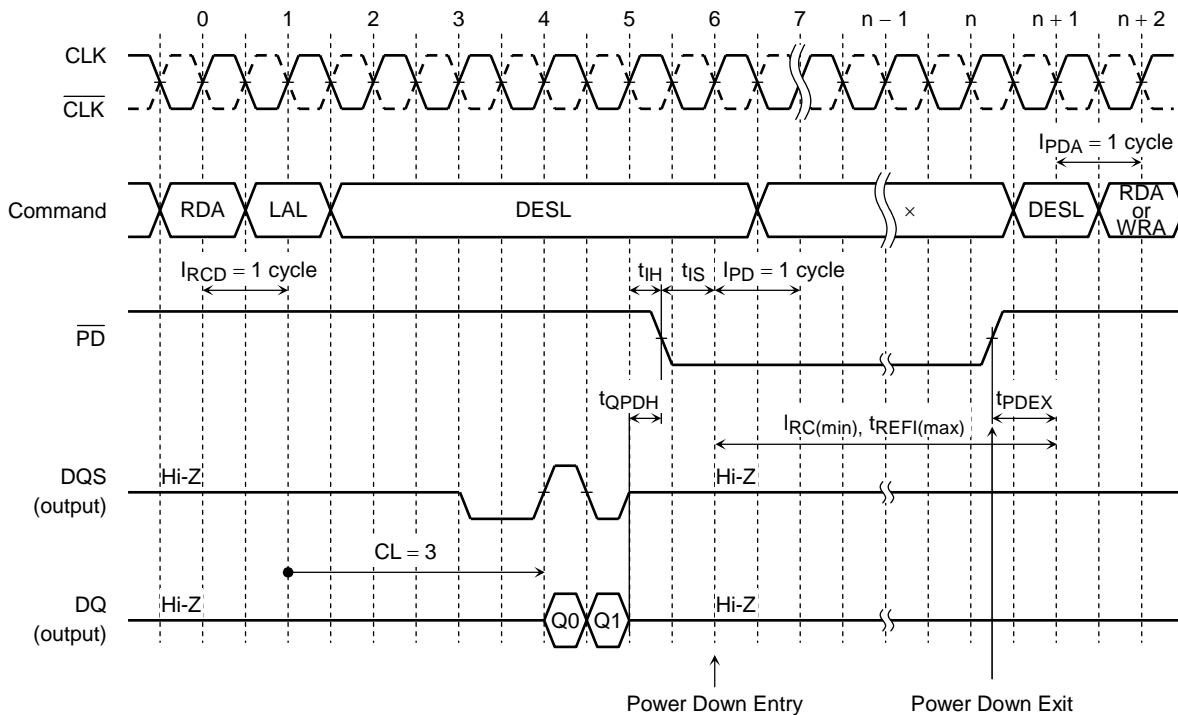 0 1 2 3 4 5 6 7 n − 1 n n + 1 n + 2
CLK
CLK
IPDA = 1 cycle
Command RDA LAL DESL × DESL RDA or WRA
IRCD = 1 cycle tIH tIS IPD = 1 cycle
PD
tQPDH tPDEX
IRC(min), tREFI(max)
DQS (output) Hi-Z Hi-Z
CL = 3
DQ (output) Hi-Z Q0 Q1 Hi-Z
Power Down Entry Power Down Exit